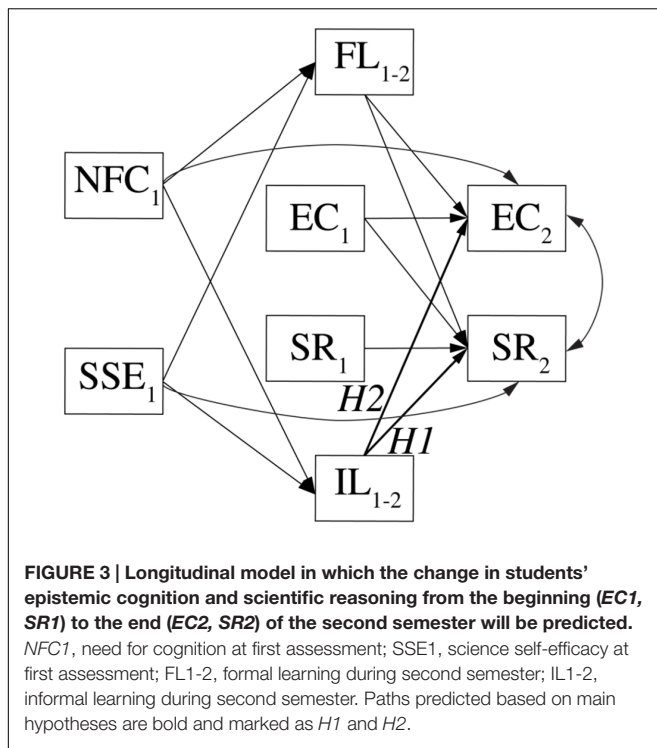 FL1-2
NFC1
EC1
EC2
SR1
SR2
SSE1
H2
H1
IL1-2
FIGURE 3 | Longitudinal model in which the change in students'
epistemic cognition and scientific reasoning from the beginning (EC1,
SR1) to the end (EC2, SR2) of the second semester will be predicted.
NFC1, need for cognition at first assessment; SSE1, science self-efficacy at
first assessment; FL1-2, formal learning during second semester; IL1-2,
informal learning during second semester. Paths predicted based on main
hypotheses are bold and marked as H1 and H2.